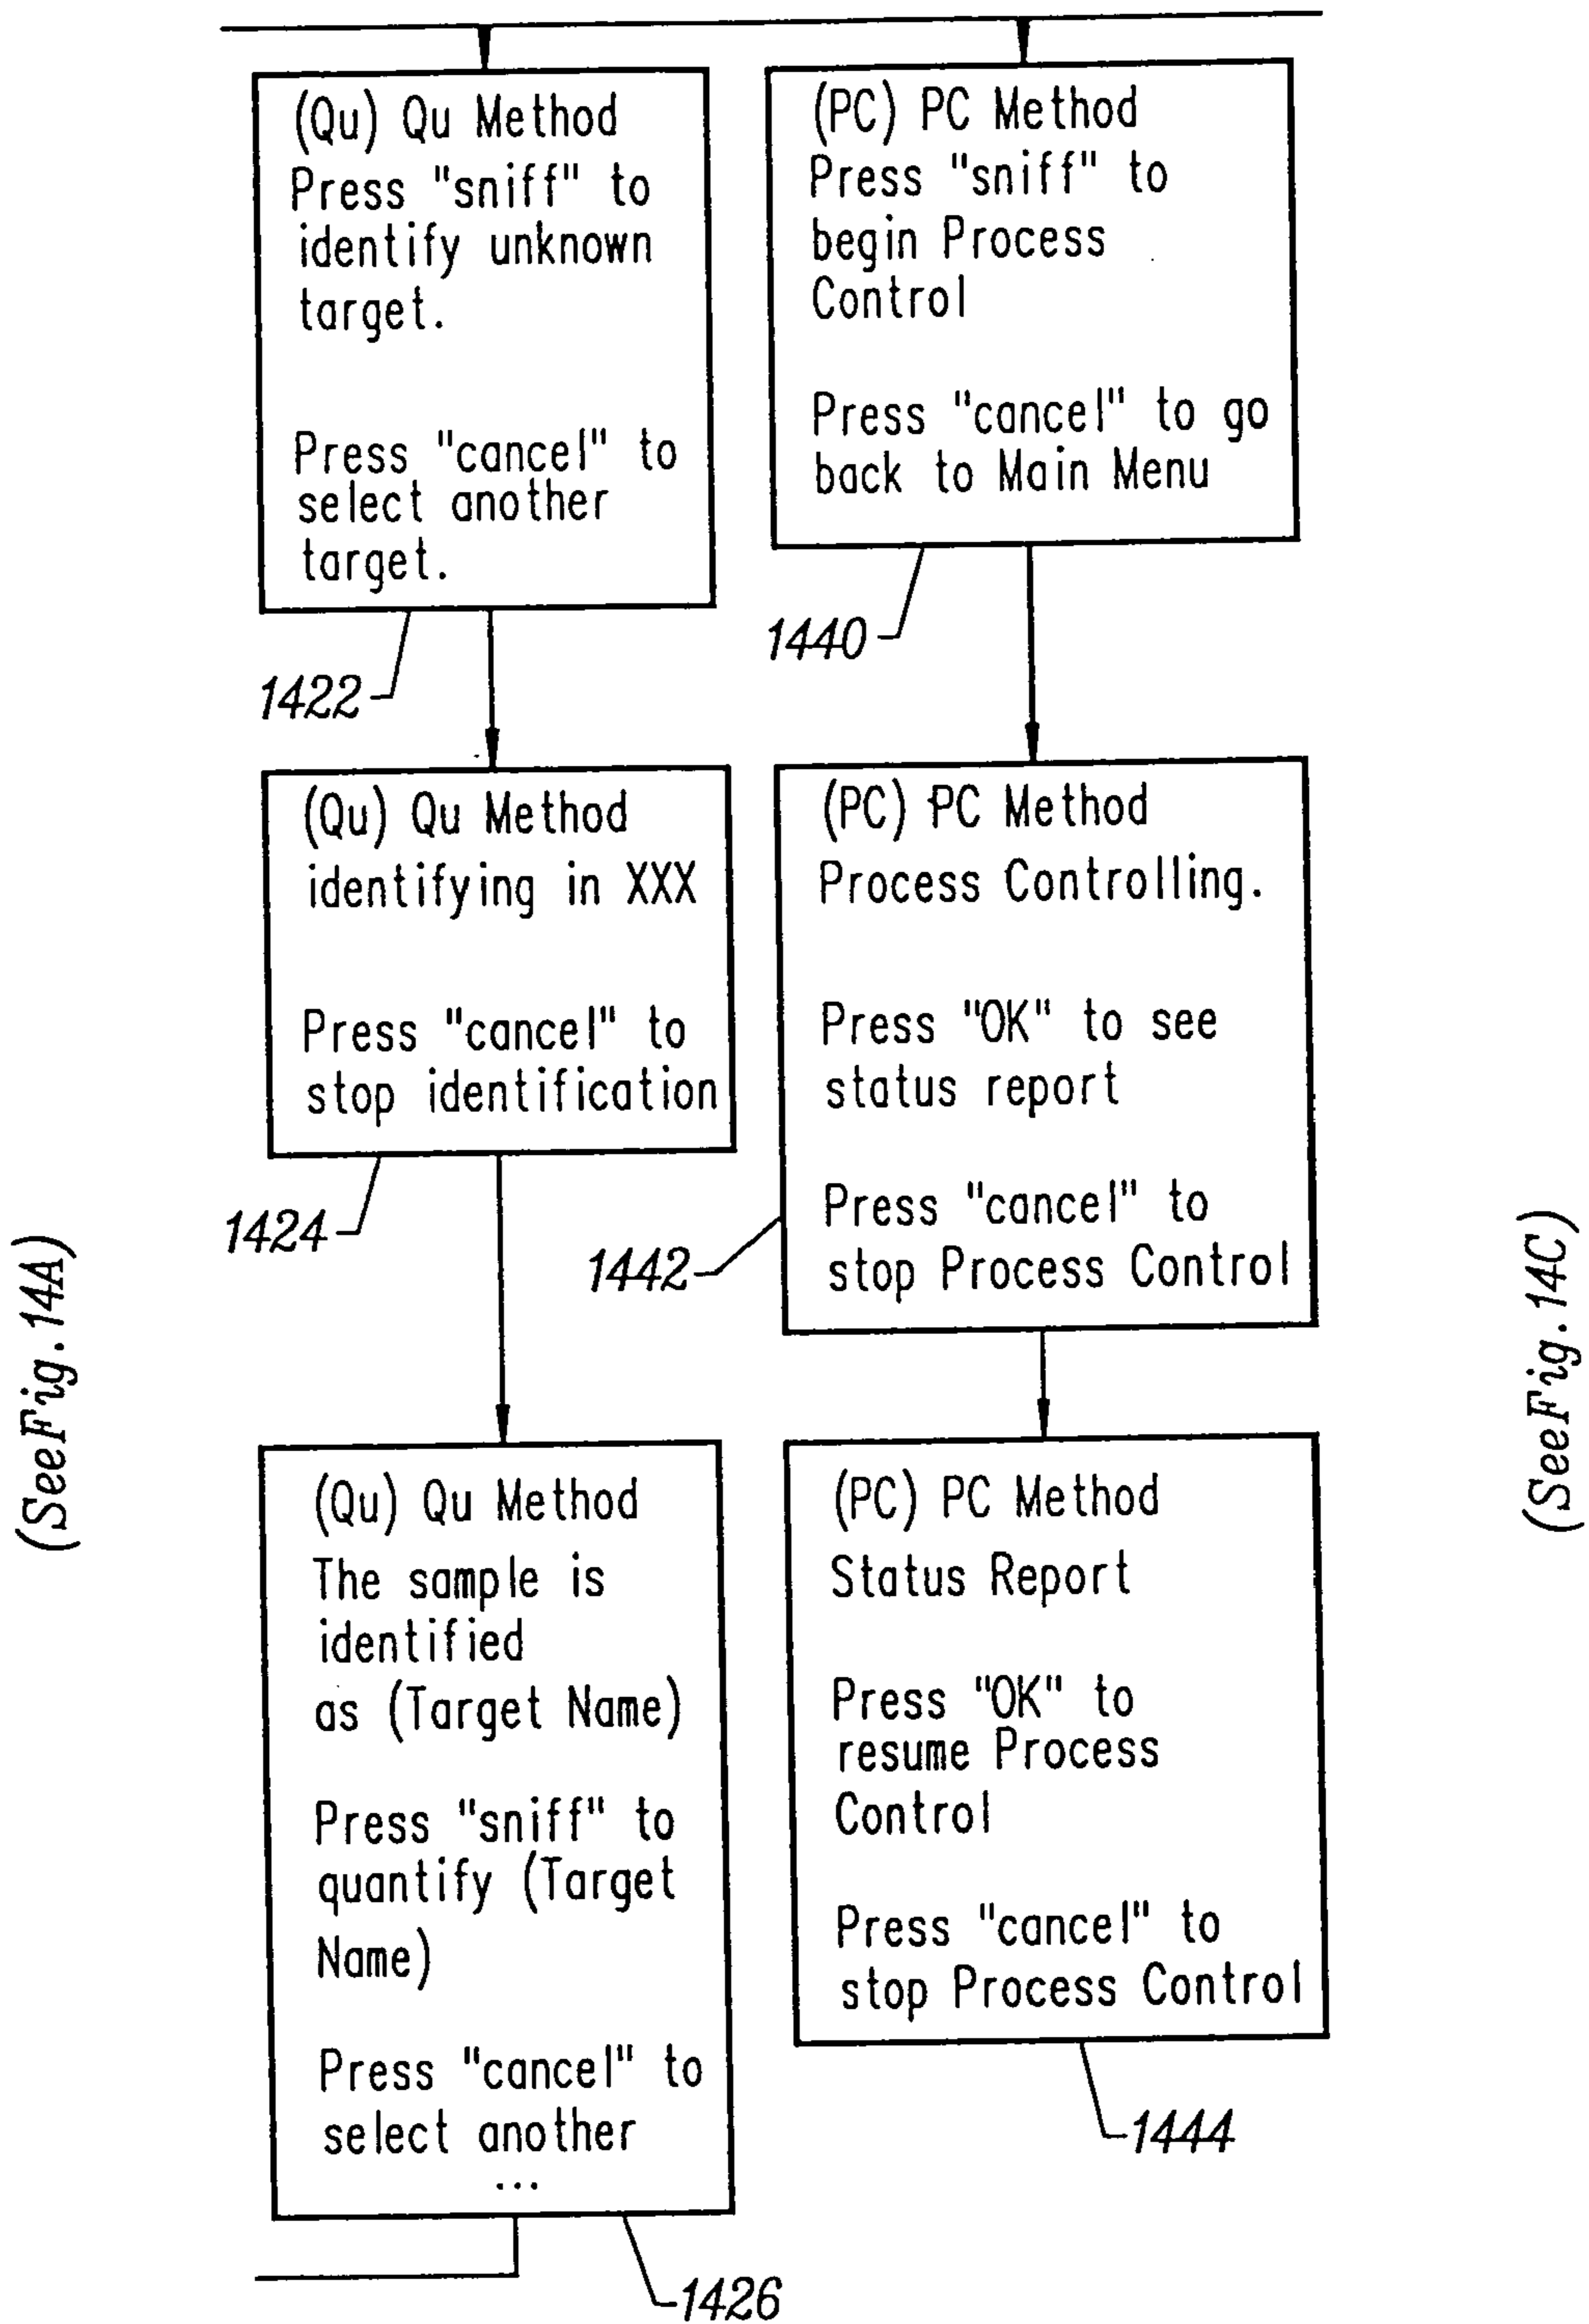 (Qu) Qu Method
Press "sniff" to
identify unknown
target.
Press "cancel" to
select another
target.
1422
(PC) PC Method
Press "sniff" to
begin Process
Control
Press "cancel" to go
back to Main Menu
1440
(Qu) Qu Method
identifying in XXX
Press "cancel" to
stop identification
1424
(PC) PC Method
Process Controlling.
Press "OK" to see
status report
Press "cancel" to
stop Process Control
1442
(Qu) Qu Method
The sample is
identified
as (Target Name)
Press "sniff" to
quantify (Target
Name)
Press "cancel" to
select another
...
1426
(PC) PC Method
Status Report
Press "OK" to
resume Process
Control
Press "cancel" to
stop Process Control
1444
(See Fig. 14A)
(See Fig. 14C)